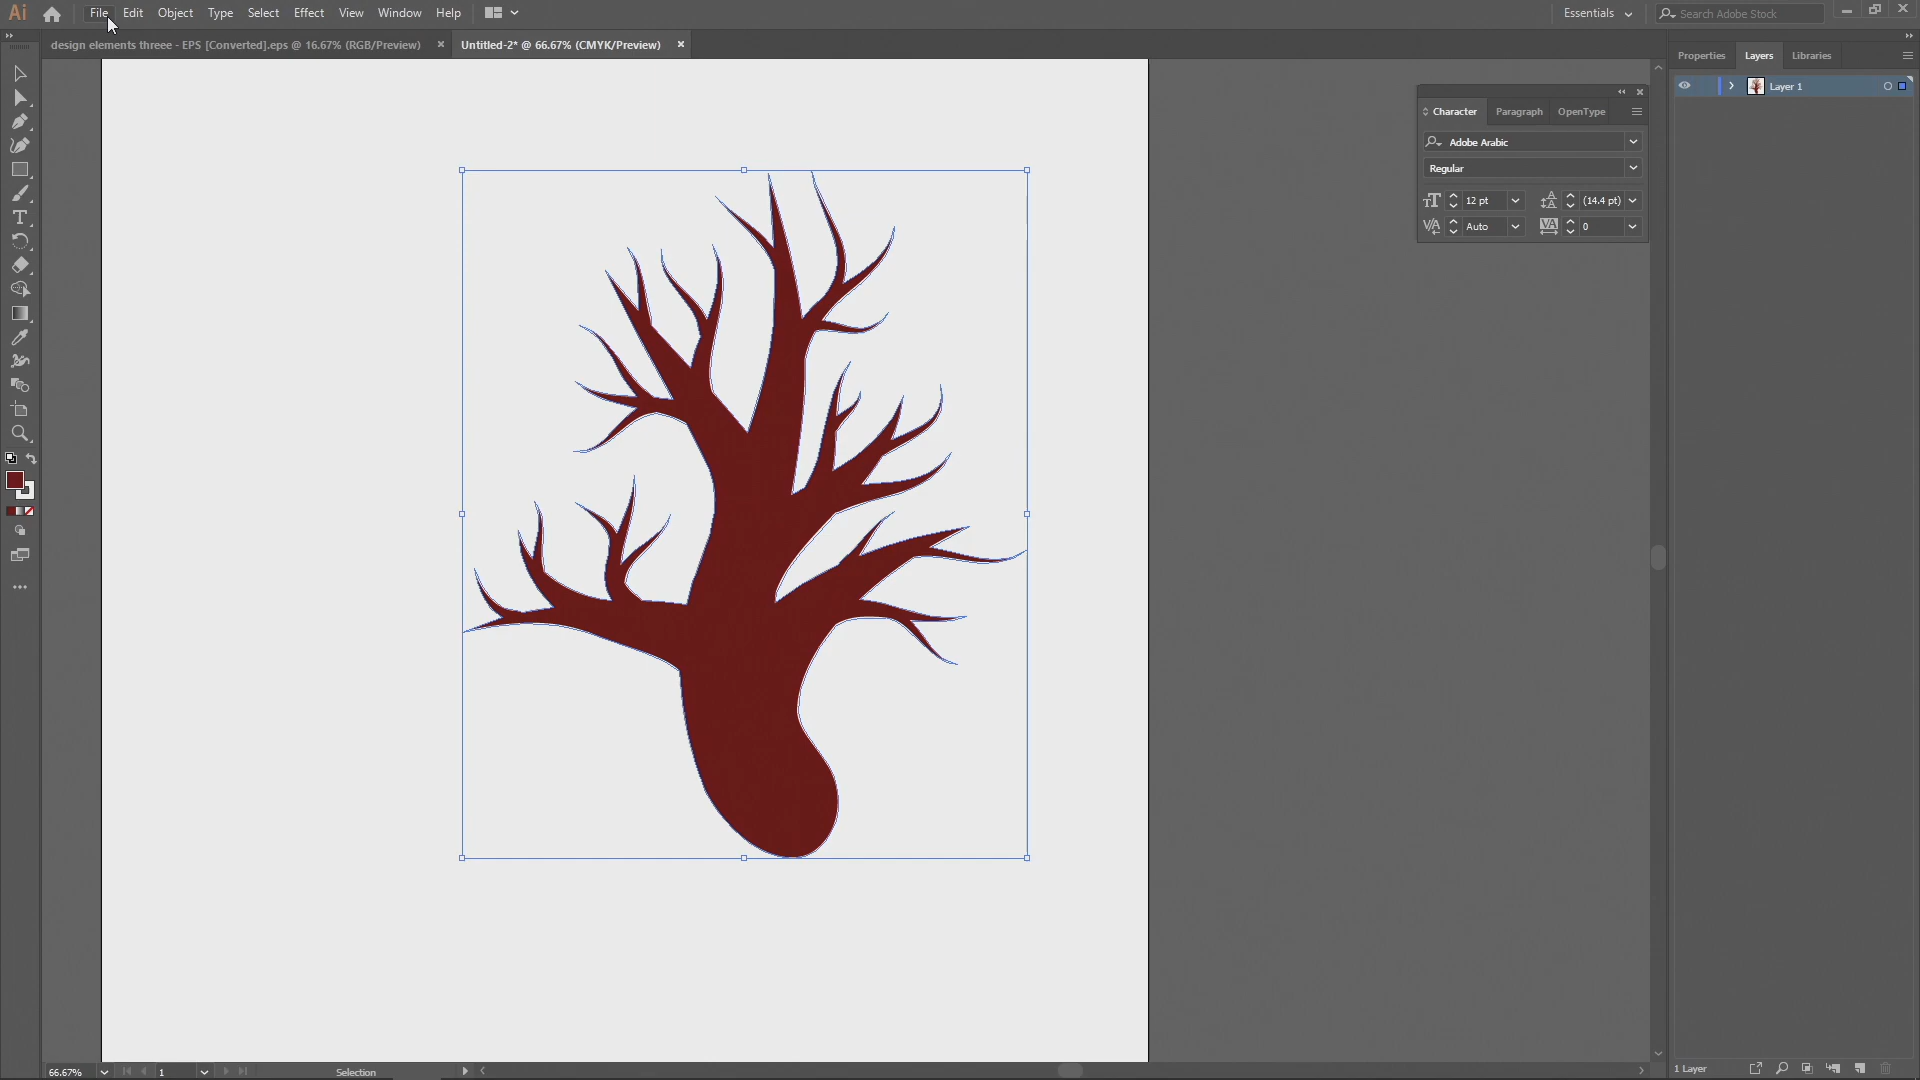 Ai File Edit Object Type Select Effect View Window Help Essentials Search Adobe Stock
design elements threee - EPS [Converted].eps @ 16.67% (RGB/Preview) × Untitled-2* @ 66.67% (CMYK/Preview) ×
Properties Layers Libraries
Layer 1
Character Paragraph OpenType
Adobe Arabic
Regular
12 pt (14.4 pt)
Auto 0
66.67% 1 Selection 1 Layer